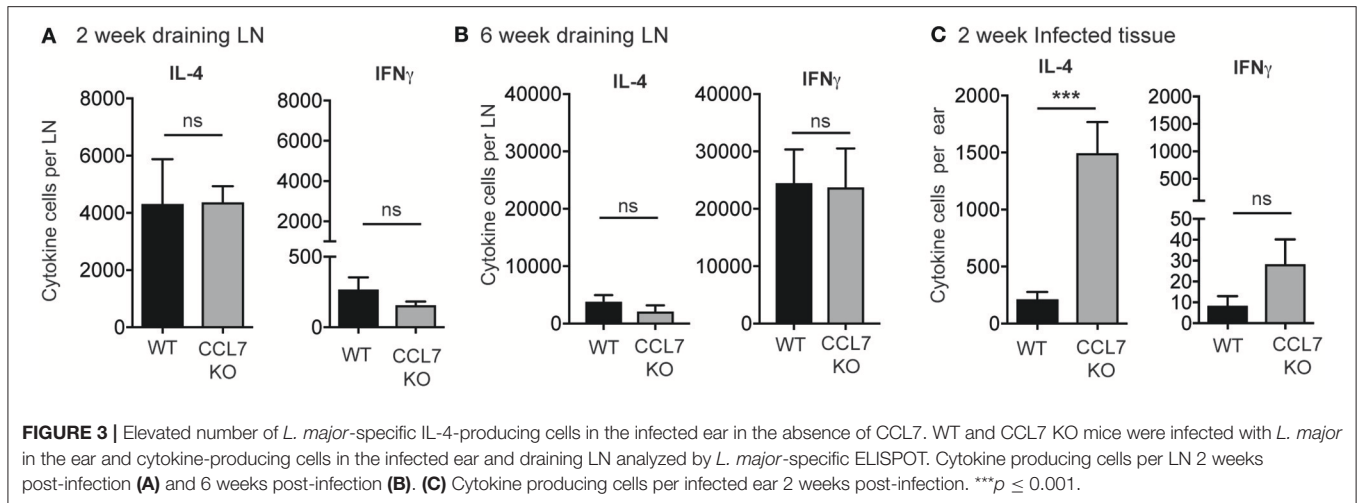 A 2 week draining LN
IL-4
IFNγ
Cytokine cells per LN
8000
6000
4000
2000
0
ns
WT
CCL7
KO
8000
6000
4000
2000
500
0
ns
WT
CCL7
KO
B 6 week draining LN
IL-4
IFNγ
Cytokine cells per LN
40000
30000
20000
10000
0
ns
WT
CCL7
KO
40000
30000
20000
10000
0
ns
WT
CCL7
KO
C 2 week Infected tissue
IL-4
IFNγ
Cytokine cells per ear
2000
1500
1000
500
0
***
WT
CCL7
KO
2000
1500
1000
500
50
40
30
20
10
0
ns
WT
CCL7
KO
FIGURE 3 | Elevated number of L. major-specific IL-4-producing cells in the infected ear in the absence of CCL7. WT and CCL7 KO mice were infected with L. major
in the ear and cytokine-producing cells in the infected ear and draining LN analyzed by L. major-specific ELISPOT. Cytokine producing cells per LN 2 weeks
post-infection (A) and 6 weeks post-infection (B). (C) Cytokine producing cells per infected ear 2 weeks post-infection. ***p ≤ 0.001.